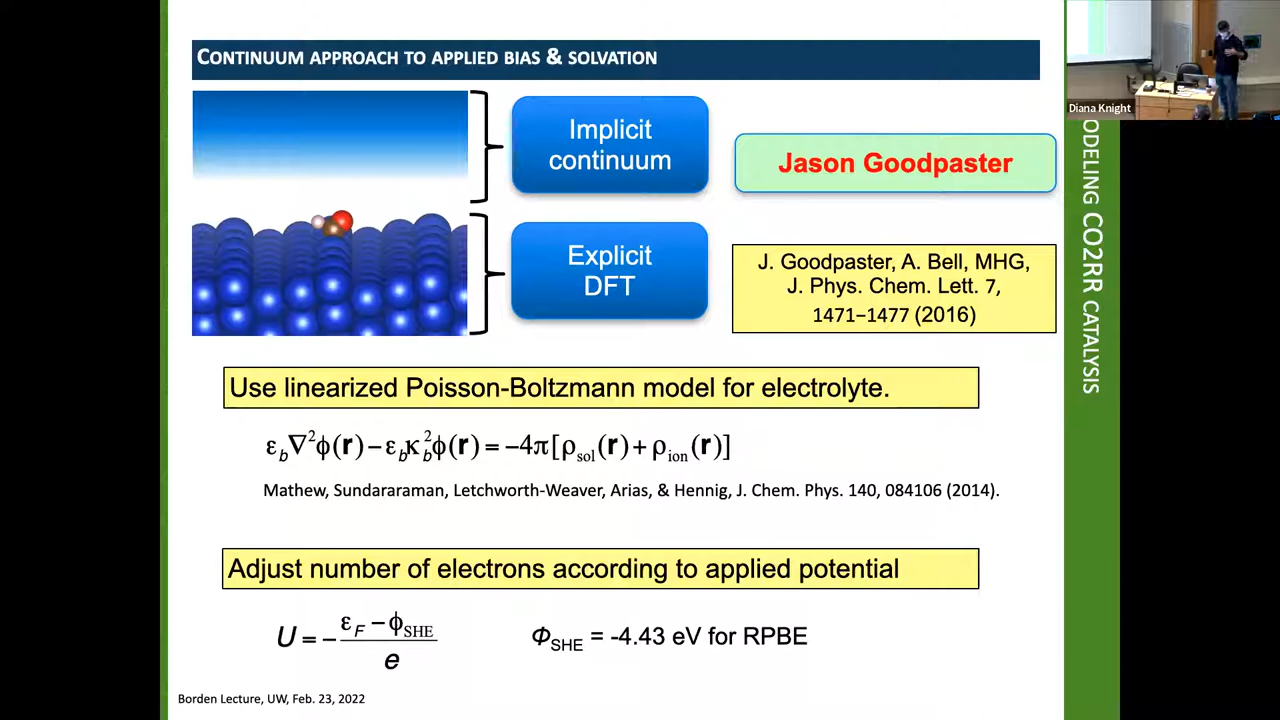 CONTINUUM APPROACH TO APPLIED BIAS & SOLVATION
Implicit
continuum
Explicit
DFT
Jason Goodpaster
J. Goodpaster, A. Bell, MHG,
J. Phys. Chem. Lett. 7,
1471–1477 (2016)
Use linearized Poisson-Boltzmann model for electrolyte.
ε_b∇²ϕ(r) – ε_bκ_b²ϕ(r) = –4π[ρ_sol(r) + ρ_ion(r)]
Mathew, Sundararaman, Letchworth-Weaver, Arias, & Hennig, J. Chem. Phys. 140, 084106 (2014).
Adjust number of electrons according to applied potential
U = – (ε_F – ϕ_SHE) / e
Φ_SHE = -4.43 eV for RPBE
Borden Lecture, UW, Feb. 23, 2022
Diana Knight
ODELING CO2RR CATALYSIS